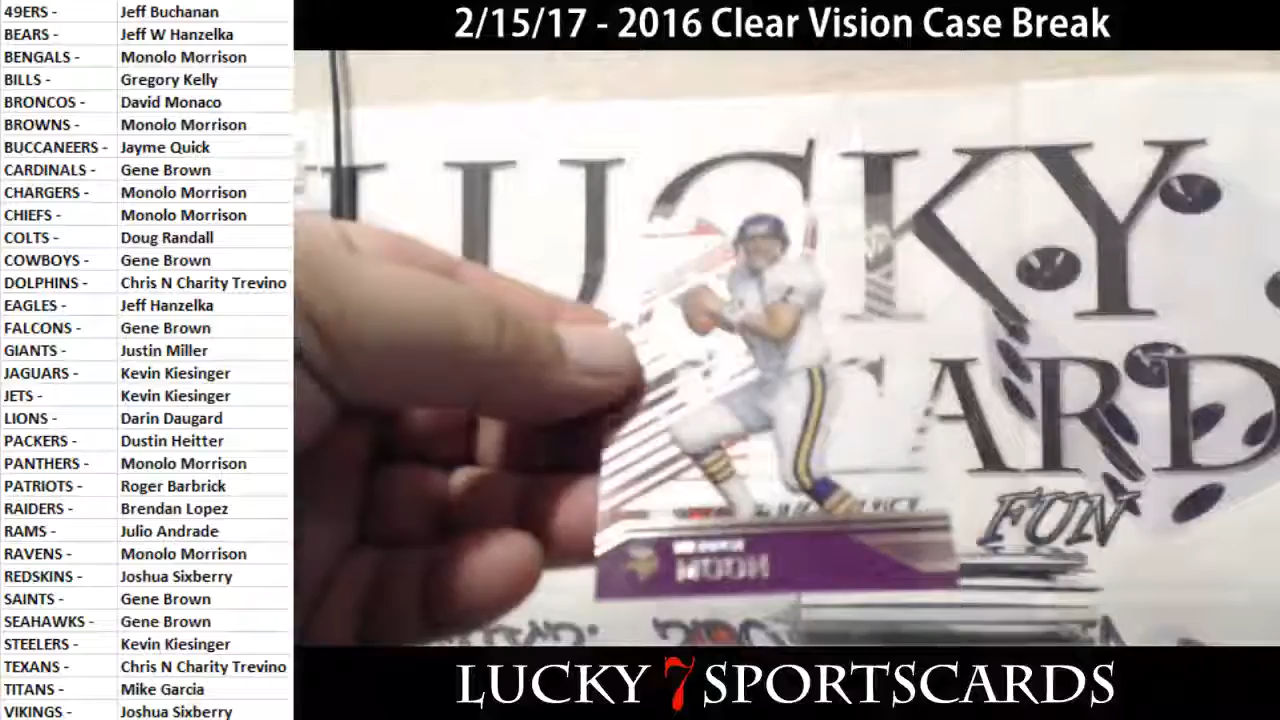 49ERS - Jeff Buchanan
BEARS - Jeff W Hanzelka
BENGALS - Monolo Morrison
BILLS - Gregory Kelly
BRONCOS - David Monaco
BROWNS - Monolo Morrison
BUCCANEERS - Jayme Quick
CARDINALS - Gene Brown
CHARGERS - Monolo Morrison
CHIEFS - Monolo Morrison
COLTS - Doug Randall
COWBOYS - Gene Brown
DOLPHINS - Chris N Charity Trevino
EAGLES - Jeff Hanzelka
FALCONS - Gene Brown
GIANTS - Justin Miller
JAGUARS - Kevin Kiesinger
JETS - Kevin Kiesinger
LIONS - Darin Daugard
PACKERS - Dustin Heitter
PANTHERS - Monolo Morrison
PATRIOTS - Roger Barbrick
RAIDERS - Brendan Lopez
RAMS - Julio Andrade
RAVENS - Monolo Morrison
REDSKINS - Joshua Sixberry
SAINTS - Gene Brown
SEAHAWKS - Gene Brown
STEELERS - Kevin Kiesinger
TEXANS - Chris N Charity Trevino
TITANS - Mike Garcia
VIKINGS - Joshua Sixberry
2/15/17 - 2016 Clear Vision Case Break
LUCKY
CARD
FUN
MOON
LUCKY 7 SPORTSCARDS